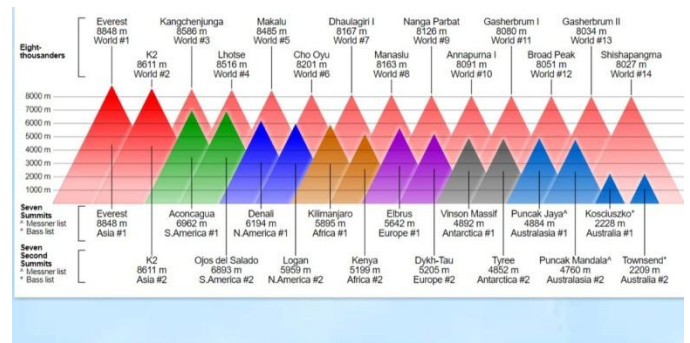 Eight-
thousanders
Everest
8848 m
World #1
K2
8611 m
World #2
Kangchenjunga
8586 m
World #3
Lhotse
8516 m
World #4
Makalu
8485 m
World #5
Cho Oyu
8201 m
World #6
Dhaulagiri I
8167 m
World #7
Manaslu
8163 m
World #8
Nanga Parbat
8126 m
World #9
Annapurna I
8091 m
World #10
Gasherbrum I
8080 m
World #11
Broad Peak
8051 m
World #12
Gasherbrum II
8034 m
World #13
Shishapangma
8027 m
World #14
8000 m
7000 m
6000 m
5000 m
4000 m
3000 m
2000 m
1000 m
Seven
Summits
^ Messner list
* Bass list
Everest
8848 m
Asia #1
Aconcagua
6962 m
S.America #1
Denali
6194 m
N.America #1
Kilimanjaro
5895 m
Africa #1
Elbrus
5642 m
Europe #1
Vinson Massif
4892 m
Antarctica #1
Puncak Jaya^
4884 m
Australasia #1
Kosciuszko*
2228 m
Australia #1
Seven
Second
Summits
^ Messner list
* Bass list
K2
8611 m
Asia #2
Ojos del Salado
6893 m
S.America #2
Logan
5959 m
N.America #2
Kenya
5199 m
Africa #2
Dykh-Tau
5205 m
Europe #2
Tyree
4852 m
Antarctica #2
Puncak Mandala^
4760 m
Australasia #2
Townsend*
2209 m
Australia #2